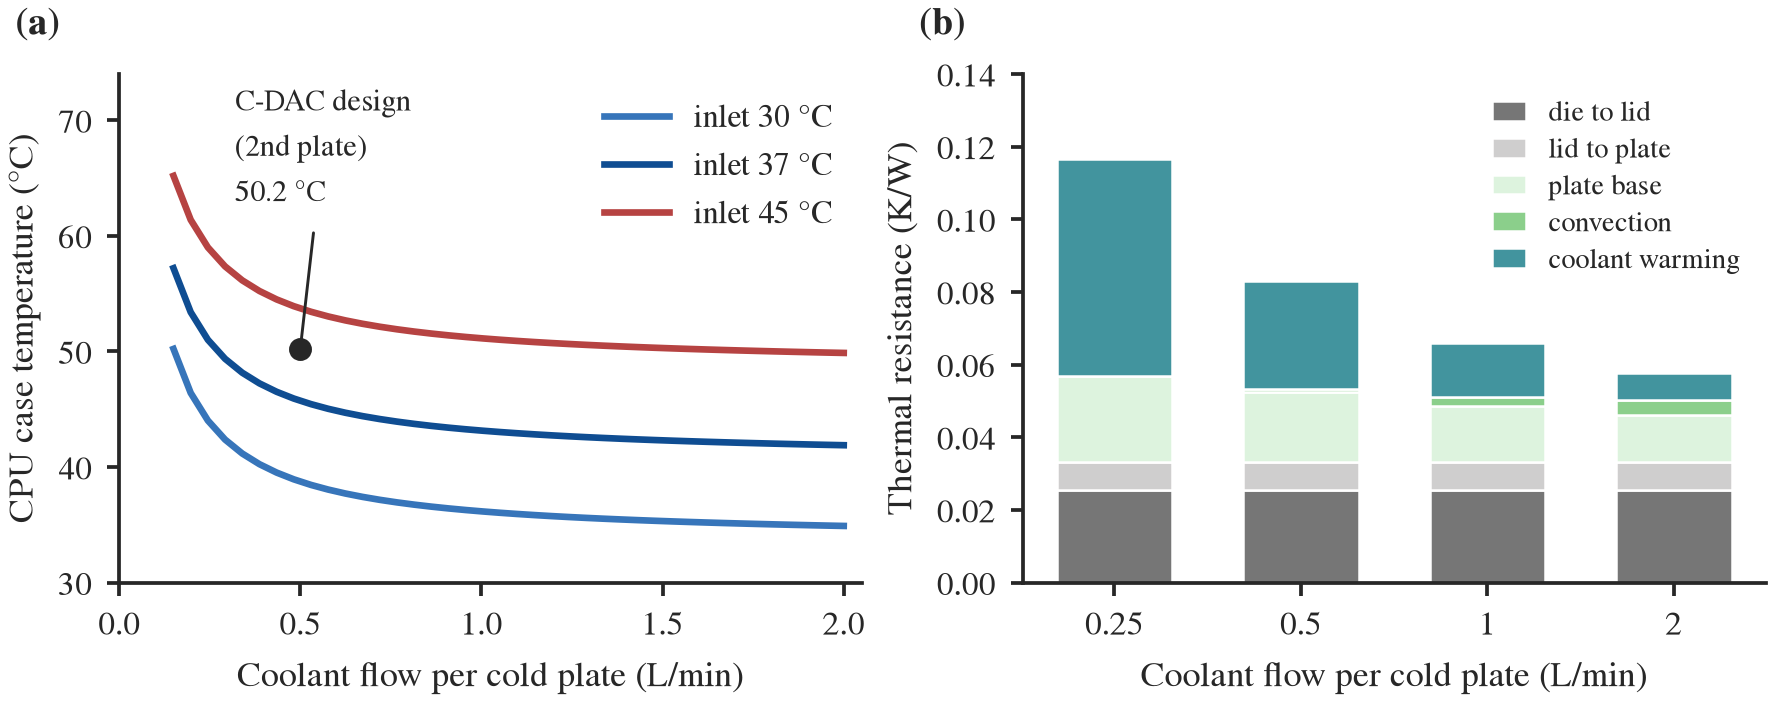 (a)
CPU case temperature (°C)
70
60
50
40
30
C-DAC design
(2nd plate)
50.2 °C
inlet 30 °C
inlet 37 °C
inlet 45 °C
0.0 0.5 1.0 1.5 2.0
Coolant flow per cold plate (L/min)
(b)
Thermal resistance (K/W)
0.14
0.12
0.10
0.08
0.06
0.04
0.02
0.00
die to lid
lid to plate
plate base
convection
coolant warming
0.25 0.5 1 2
Coolant flow per cold plate (L/min)